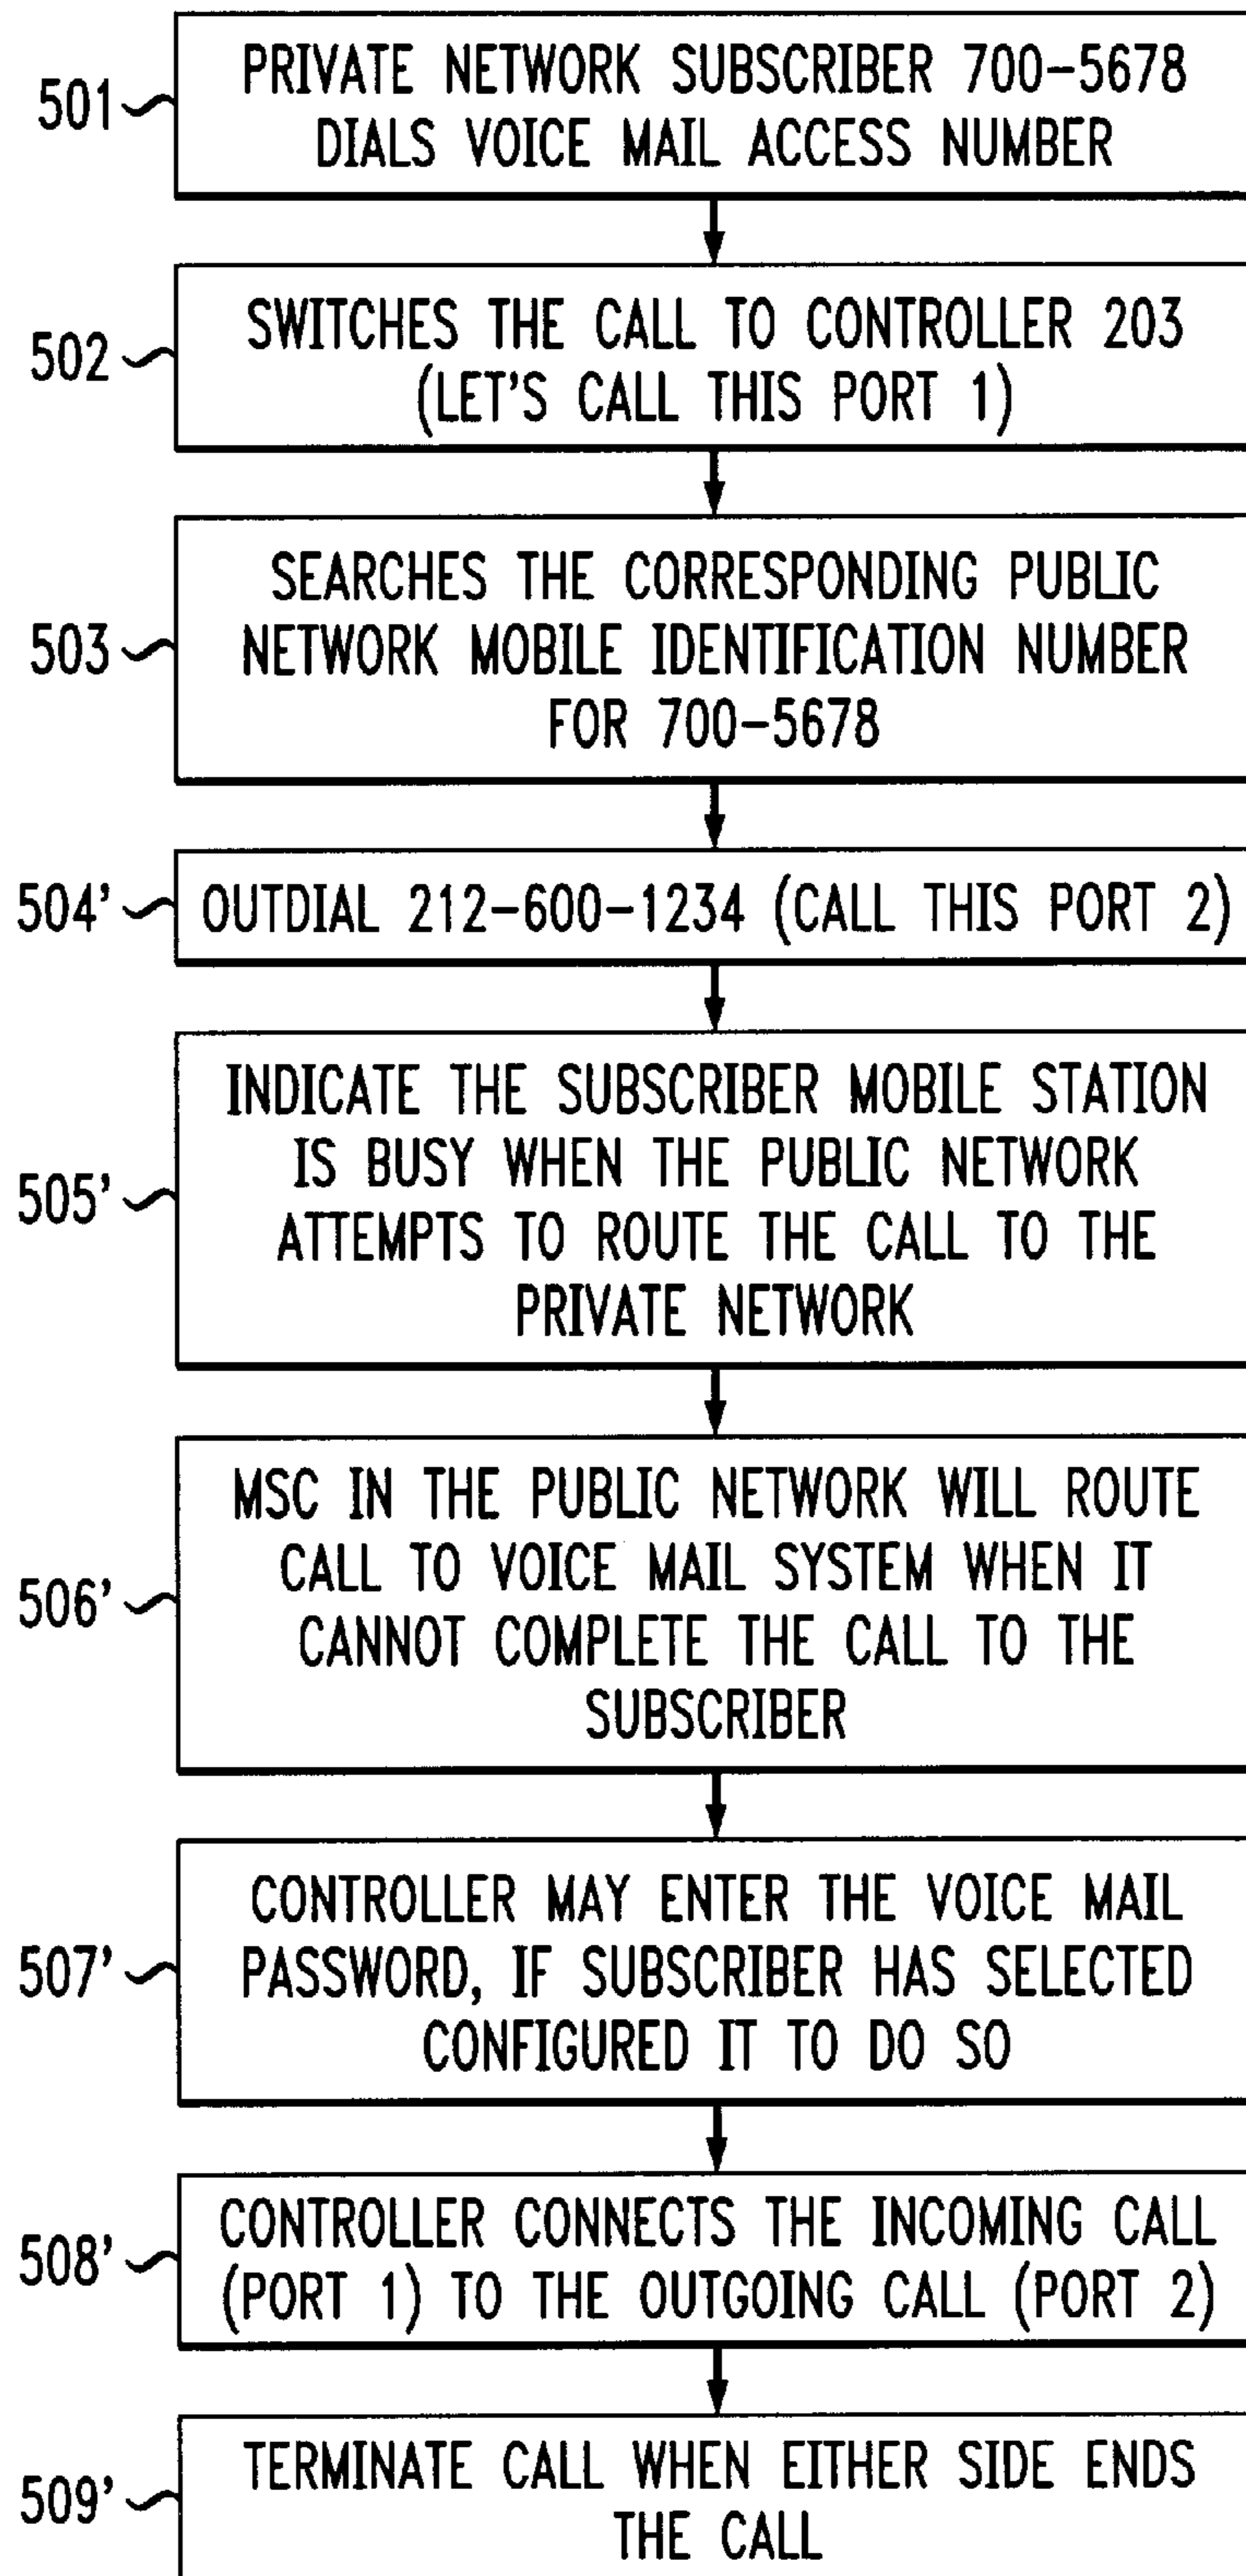 501
PRIVATE NETWORK SUBSCRIBER 700-5678
DIALS VOICE MAIL ACCESS NUMBER
502
SWITCHES THE CALL TO CONTROLLER 203
(LET'S CALL THIS PORT 1)
503
SEARCHES THE CORRESPONDING PUBLIC
NETWORK MOBILE IDENTIFICATION NUMBER
FOR 700-5678
504'
OUTDIAL 212-600-1234 (CALL THIS PORT 2)
505'
INDICATE THE SUBSCRIBER MOBILE STATION
IS BUSY WHEN THE PUBLIC NETWORK
ATTEMPTS TO ROUTE THE CALL TO THE
PRIVATE NETWORK
506'
MSC IN THE PUBLIC NETWORK WILL ROUTE
CALL TO VOICE MAIL SYSTEM WHEN IT
CANNOT COMPLETE THE CALL TO THE
SUBSCRIBER
507'
CONTROLLER MAY ENTER THE VOICE MAIL
PASSWORD, IF SUBSCRIBER HAS SELECTED
CONFIGURED IT TO DO SO
508'
CONTROLLER CONNECTS THE INCOMING CALL
(PORT 1) TO THE OUTGOING CALL (PORT 2)
509'
TERMINATE CALL WHEN EITHER SIDE ENDS
THE CALL